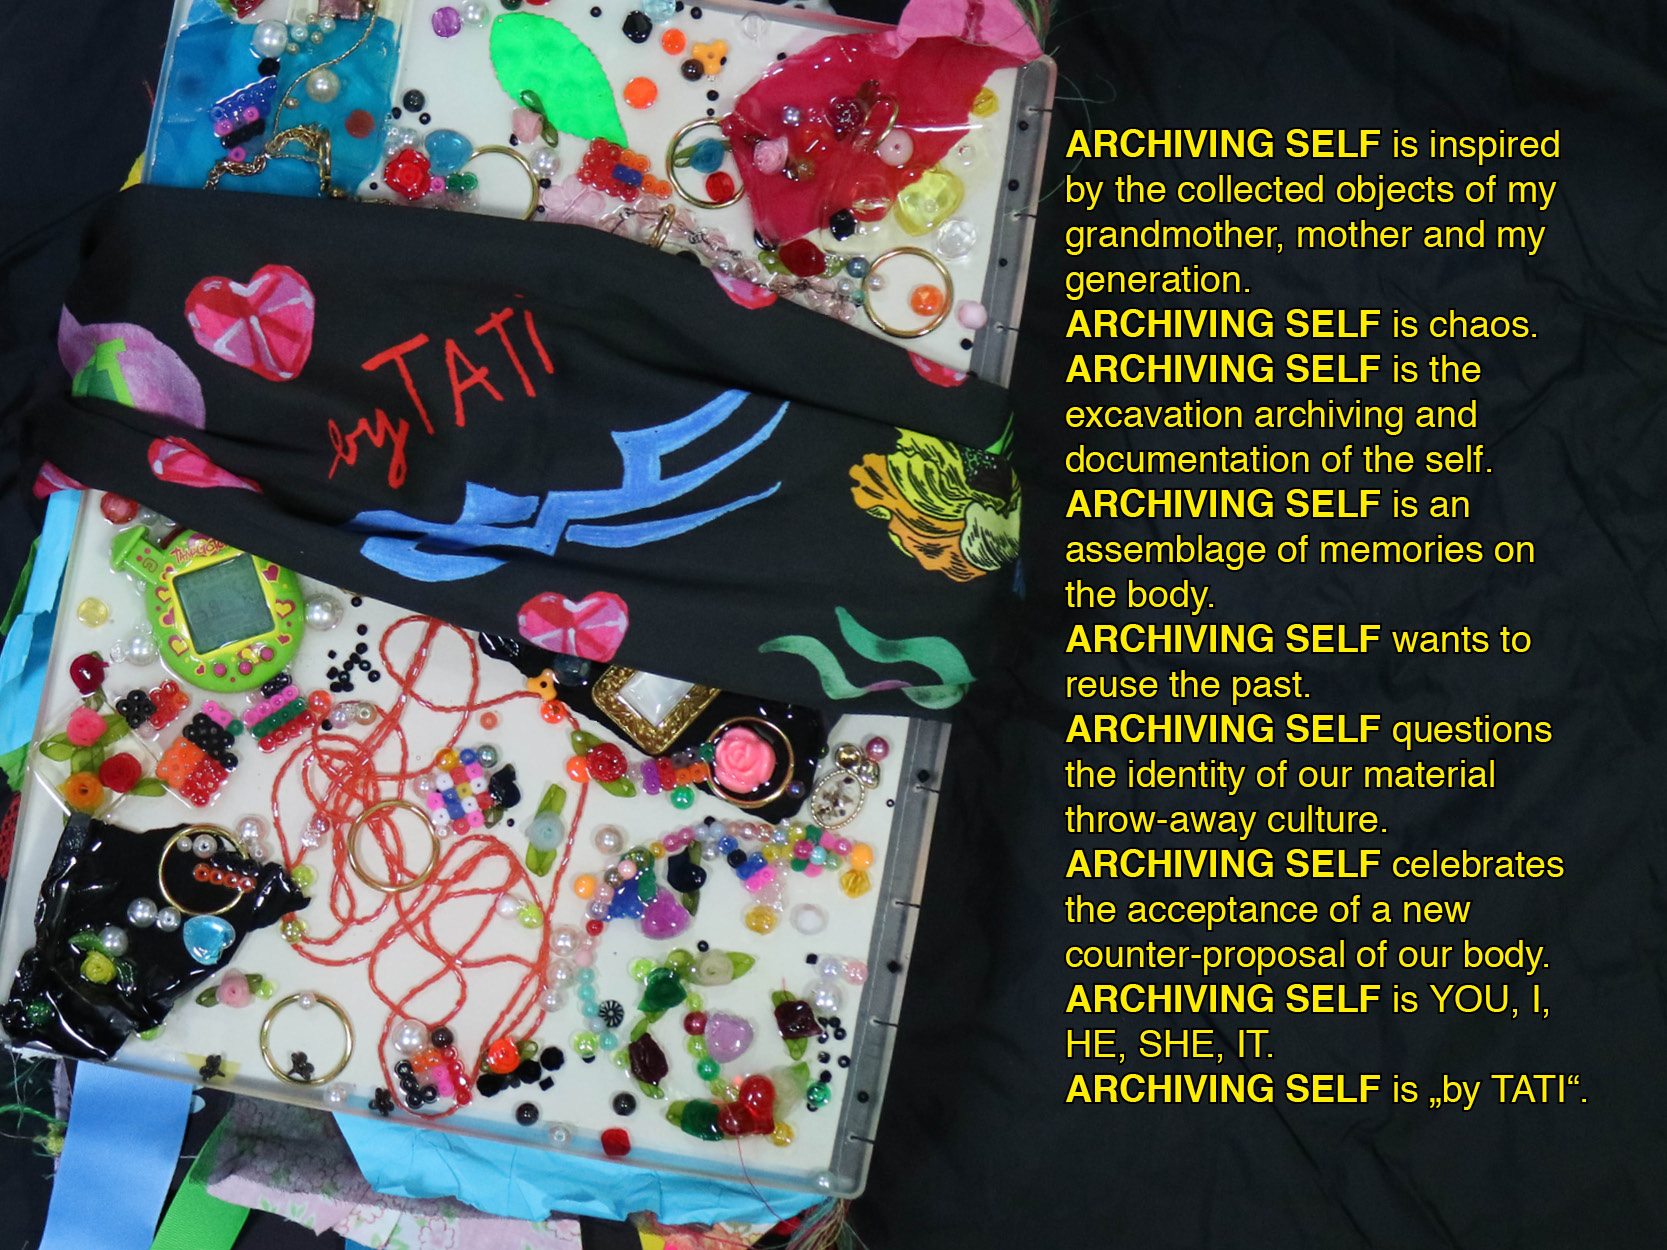 by TATI
ARCHIVING SELF is inspired
by the collected objects of my
grandmother, mother and my
generation.
ARCHIVING SELF is chaos.
ARCHIVING SELF is the
excavation archiving and
documentation of the self.
ARCHIVING SELF is an
assemblage of memories on
the body.
ARCHIVING SELF wants to
reuse the past.
ARCHIVING SELF questions
the identity of our material
throw-away culture.
ARCHIVING SELF celebrates
the acceptance of a new
counter-proposal of our body.
ARCHIVING SELF is YOU, I,
HE, SHE, IT.
ARCHIVING SELF is „by TATI“.